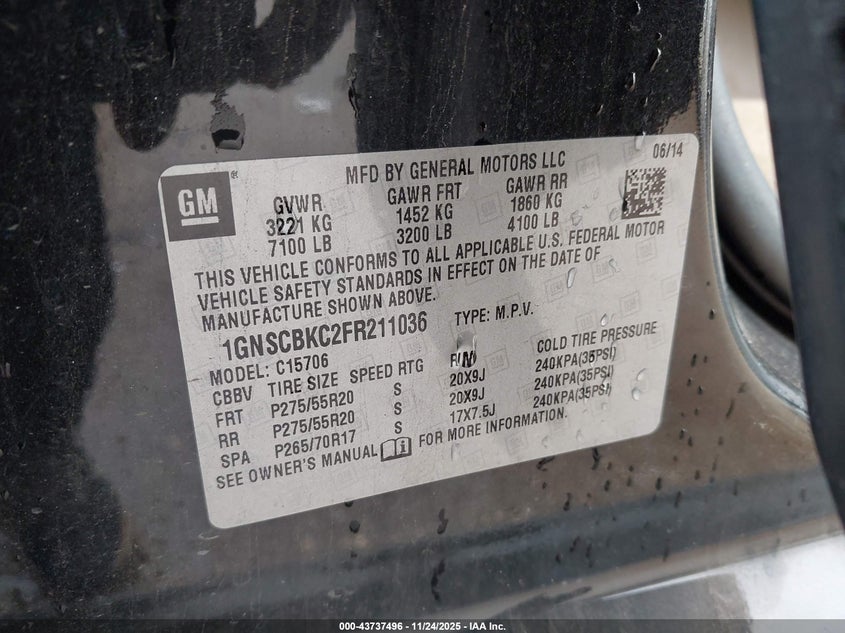 GM
®
MFD BY GENERAL MOTORS LLC
06/14
GVWR GAWR FRT GAWR RR
3221 KG 1452 KG 1860 KG
7100 LB 3200 LB 4100 LB
THIS VEHICLE CONFORMS TO ALL APPLICABLE U.S. FEDERAL MOTOR
VEHICLE SAFETY STANDARDS IN EFFECT ON THE DATE OF
MANUFACTURE SHOWN ABOVE.
1GNSCBKC2FR211036 TYPE: M.P.V.
MODEL: C15706
CBBV TIRE SIZE SPEED RTG RIM COLD TIRE PRESSURE
FRT P275/55R20 S 20X9J 240KPA(35PSI)
RR P275/55R20 S 20X9J 240KPA(35PSI)
SPA P265/70R17 S 17X7.5J 240KPA(35PSI)
SEE OWNER'S MANUAL FOR MORE INFORMATION.
000-43737496 - 11/24/2025 - IAA Inc.